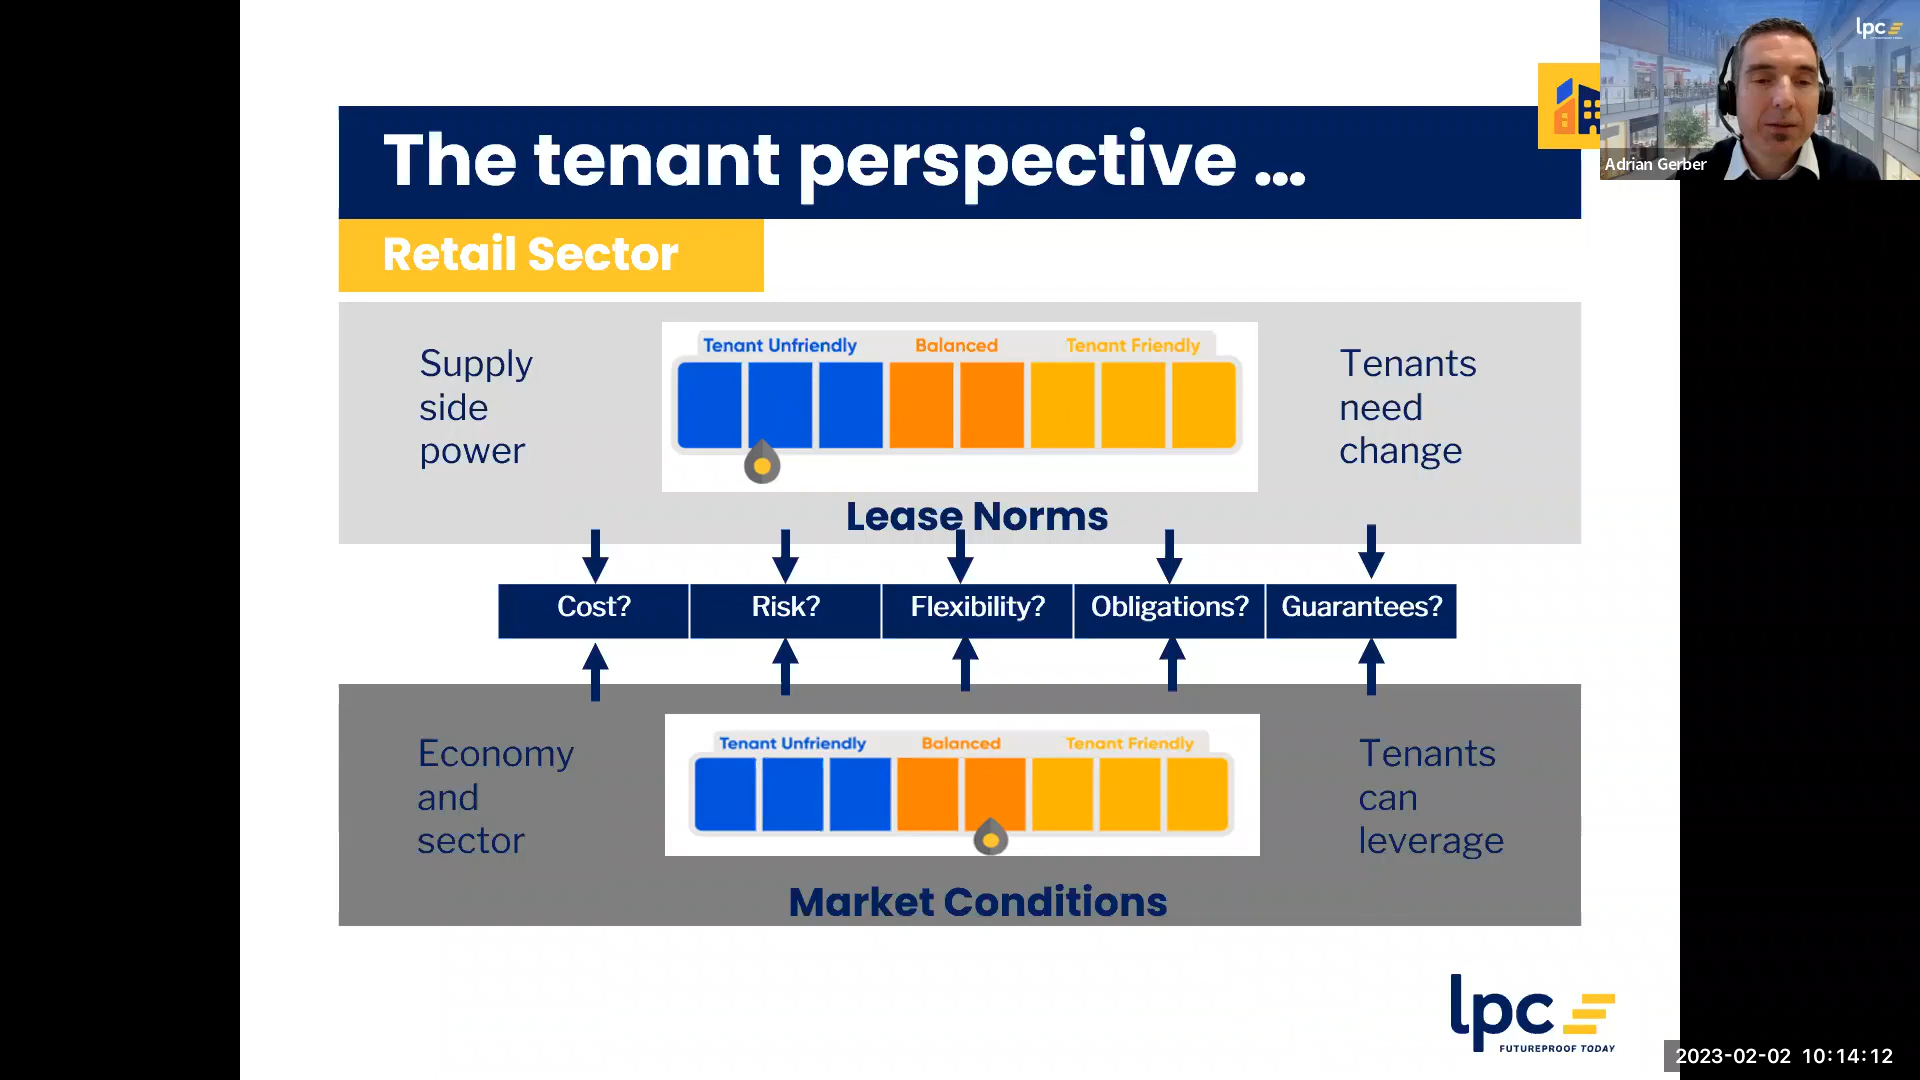 The tenant perspective ...
lpc
Adrian Gerber
Retail Sector
Supply
side
power
Tenant Unfriendly Balanced Tenant Friendly
Tenants
need
change
Lease Norms
Cost? Risk? Flexibility? Obligations? Guarantees?
Economy
and
sector
Tenant Unfriendly Balanced Tenant Friendly
Tenants
can
leverage
Market Conditions
lpc
FUTUREPROOF TODAY
2023-02-02 10:14:12